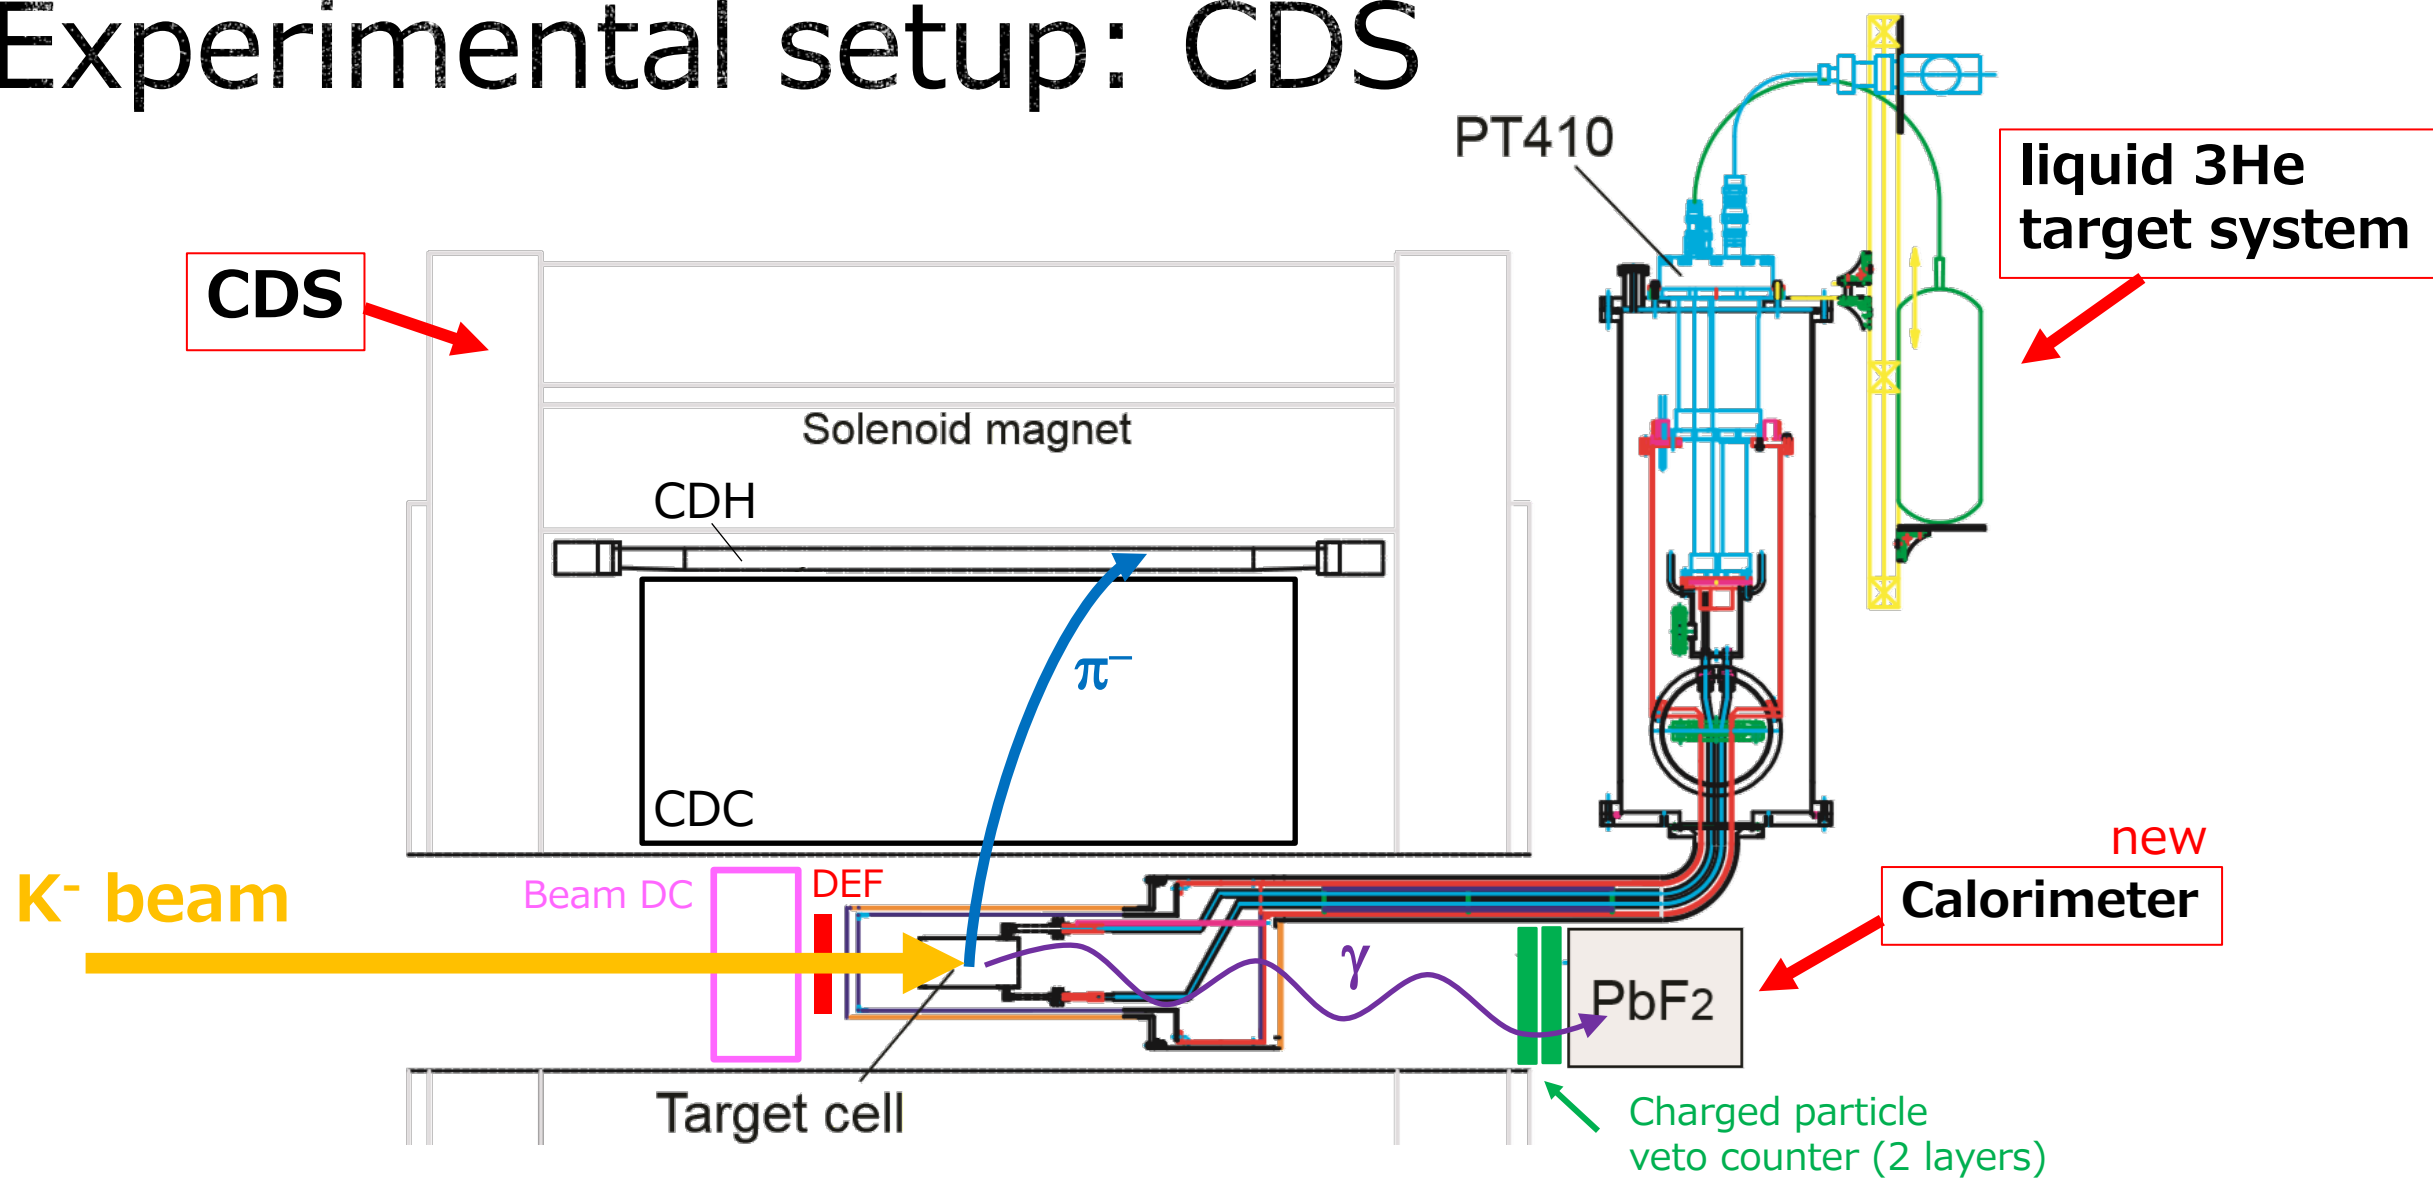 Experimental setup: CDS
PT410
liquid 3He
target system
CDS
Solenoid magnet
CDH
π⁻
CDC
new
K⁻ beam
Beam DC
DEF
Calorimeter
γ
PbF2
Target cell
Charged particle
veto counter (2 layers)